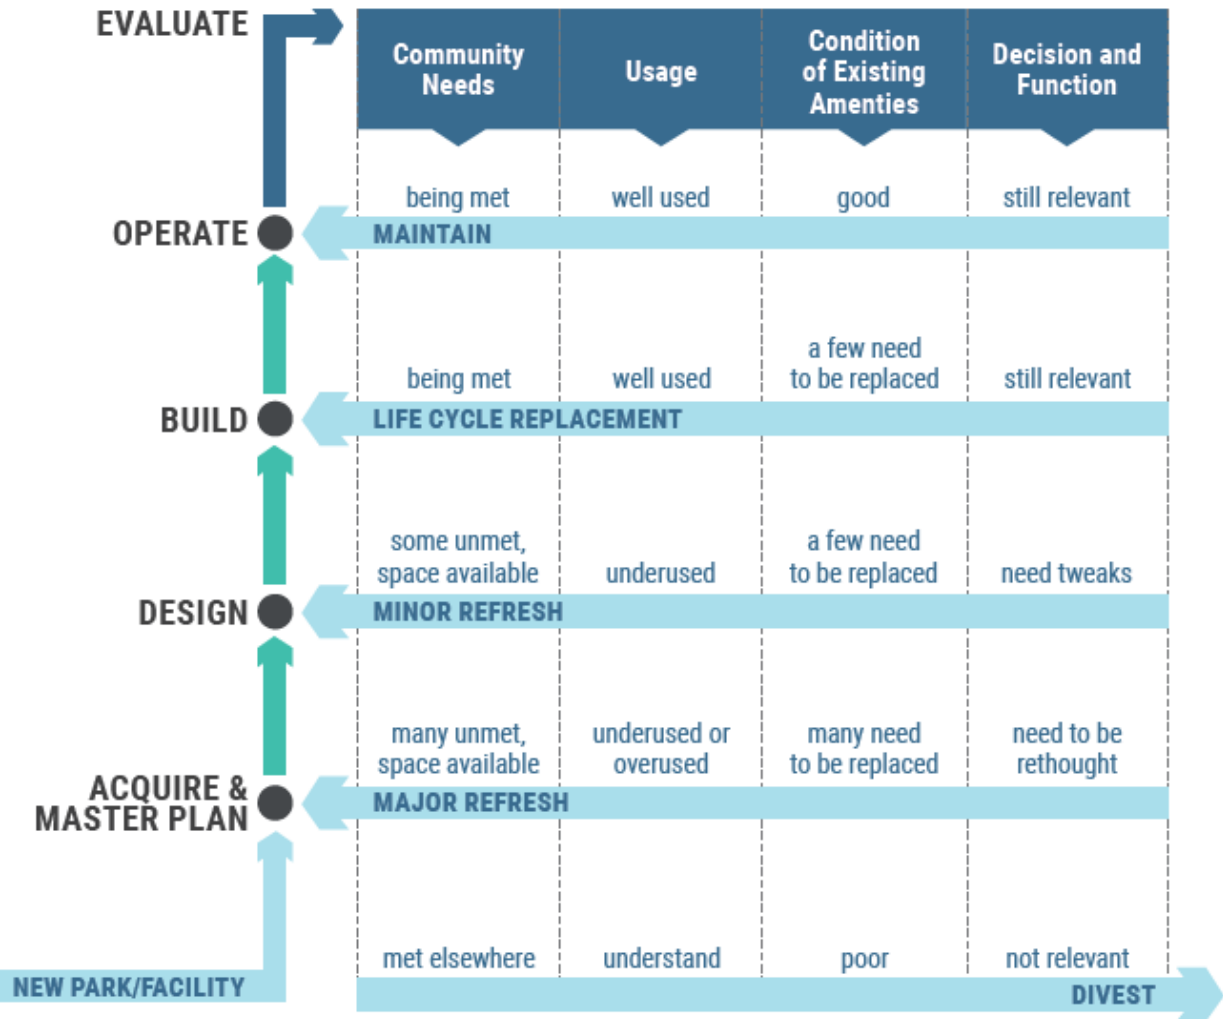 EVALUATE
Community
Needs
Usage
Condition
of Existing
Amenties
Decision and
Function
being met
well used
good
still relevant
OPERATE
MAINTAIN
being met
well used
a few need
to be replaced
still relevant
BUILD
LIFE CYCLE REPLACEMENT
some unmet,
space available
underused
a few need
to be replaced
need tweaks
DESIGN
MINOR REFRESH
many unmet,
space available
underused or
overused
many need
to be replaced
need to be
rethought
ACQUIRE &
MASTER PLAN
MAJOR REFRESH
met elsewhere
understand
poor
not relevant
NEW PARK/FACILITY
DIVEST